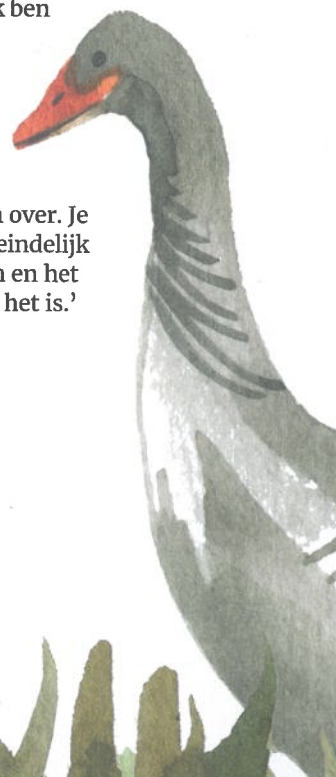 ben
over. Je
eindelijk
en het
het is.’